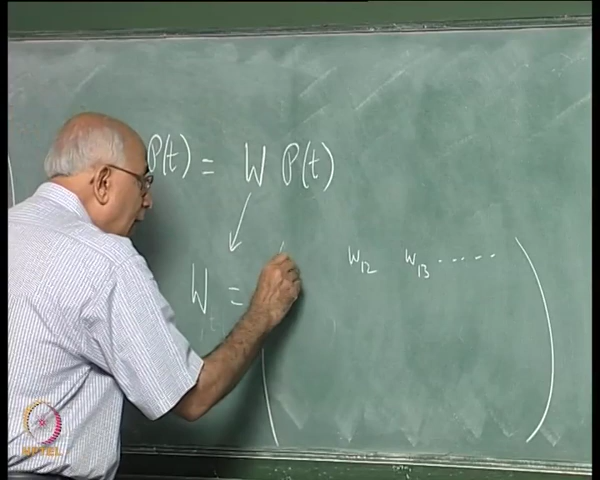 P(t) = W P(t)
W = ( w₁₂ w₁₃ ..... )
NPTEL